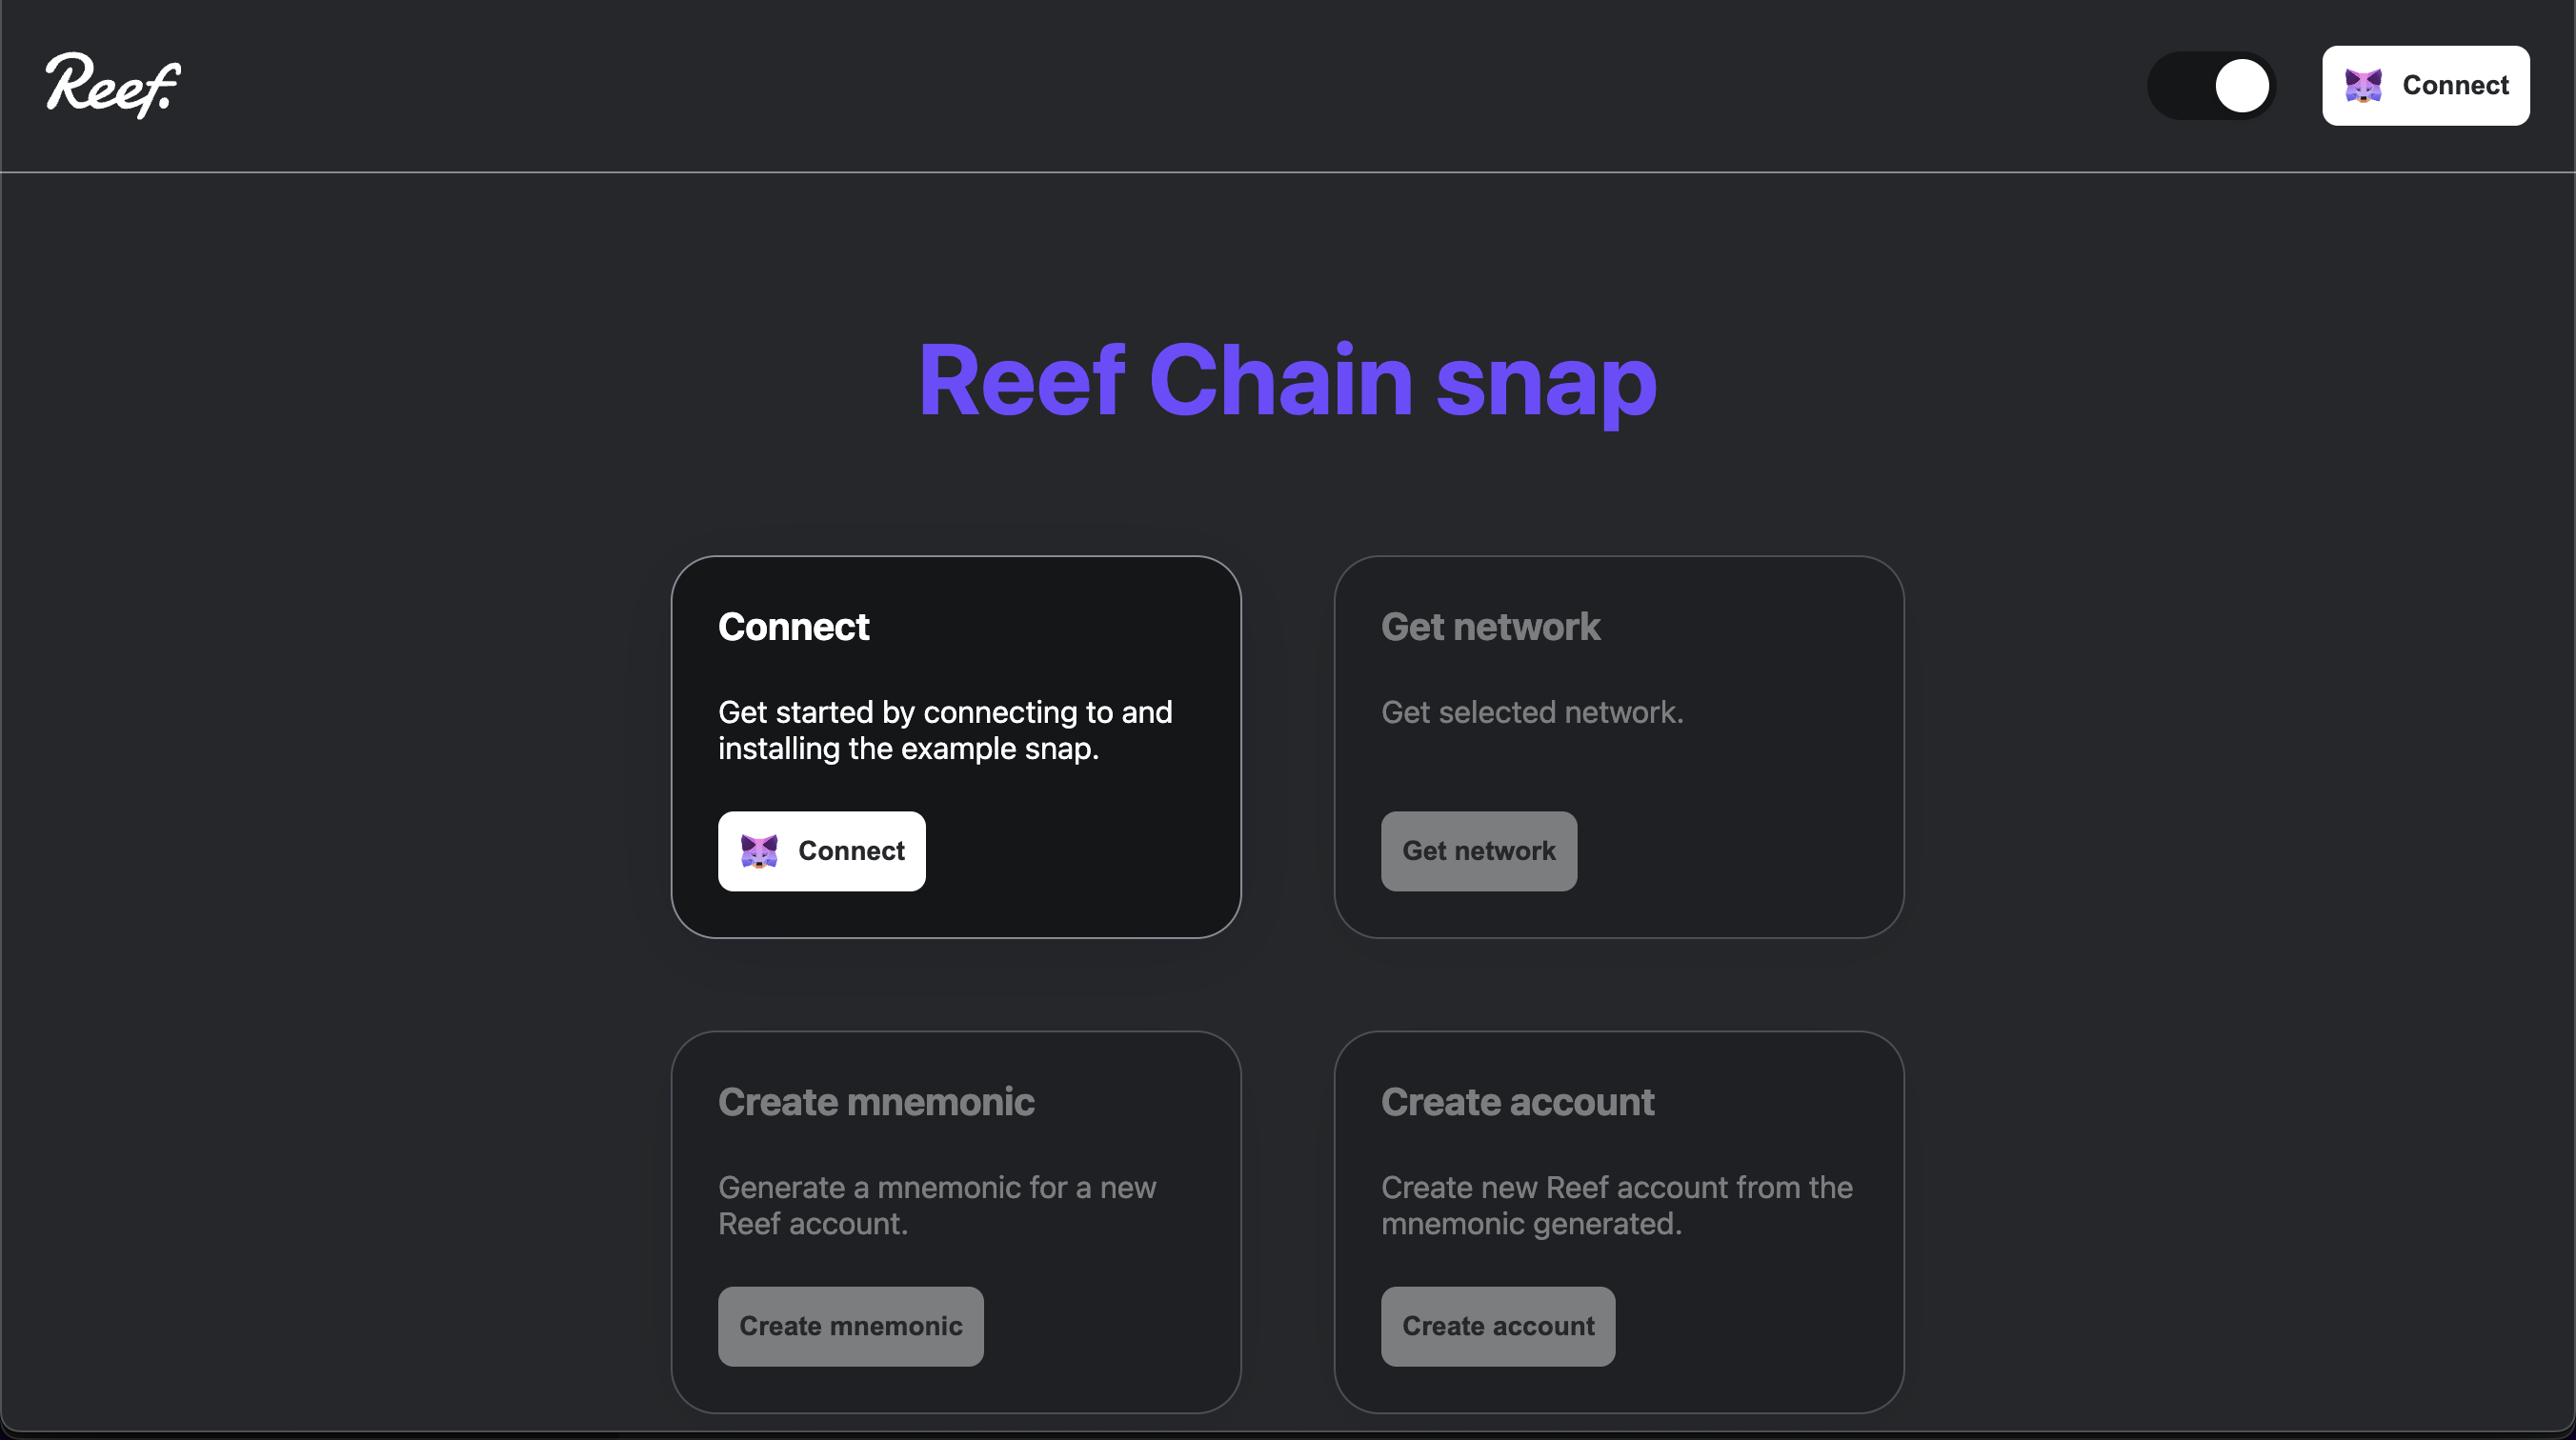 Reef.
Connect
Reef Chain snap
Connect
Get started by connecting to and
installing the example snap.
Connect
Get network
Get selected network.
Get network
Create mnemonic
Generate a mnemonic for a new
Reef account.
Create mnemonic
Create account
Create new Reef account from the
mnemonic generated.
Create account